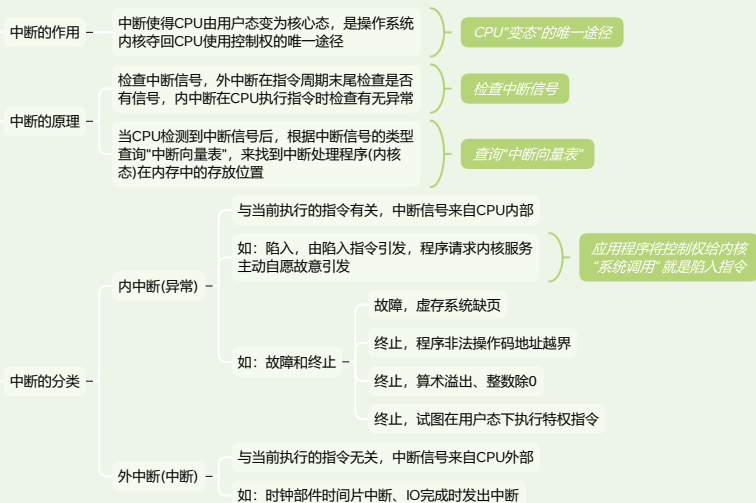 中断的作用
中断使得CPU由用户态变为核心态，是操作系统
内核夺回CPU使用控制权的唯一途径
CPU"变态"的唯一途径
中断的原理
检查中断信号，外中断在指令周期末尾检查是否
有信号，内中断在CPU执行指令时检查有无异常
检查中断信号
当CPU检测到中断信号后，根据中断信号的类型
查询"中断向量表"，来找到中断处理程序(内核
态)在内存中的存放位置
查询"中断向量表"
中断的分类
内中断(异常)
与当前执行的指令有关，中断信号来自CPU内部
如：陷入，由陷入指令引发，程序请求内核服务
主动自愿故意引发
应用程序将控制权给内核
"系统调用" 就是陷入指令
如：故障和终止
故障，虚存系统缺页
终止，程序非法操作码地址越界
终止，算术溢出、整数除0
终止，试图在用户态下执行特权指令
外中断(中断)
与当前执行的指令无关，中断信号来自CPU外部
如：时钟部件时间片中断、IO完成时发出中断